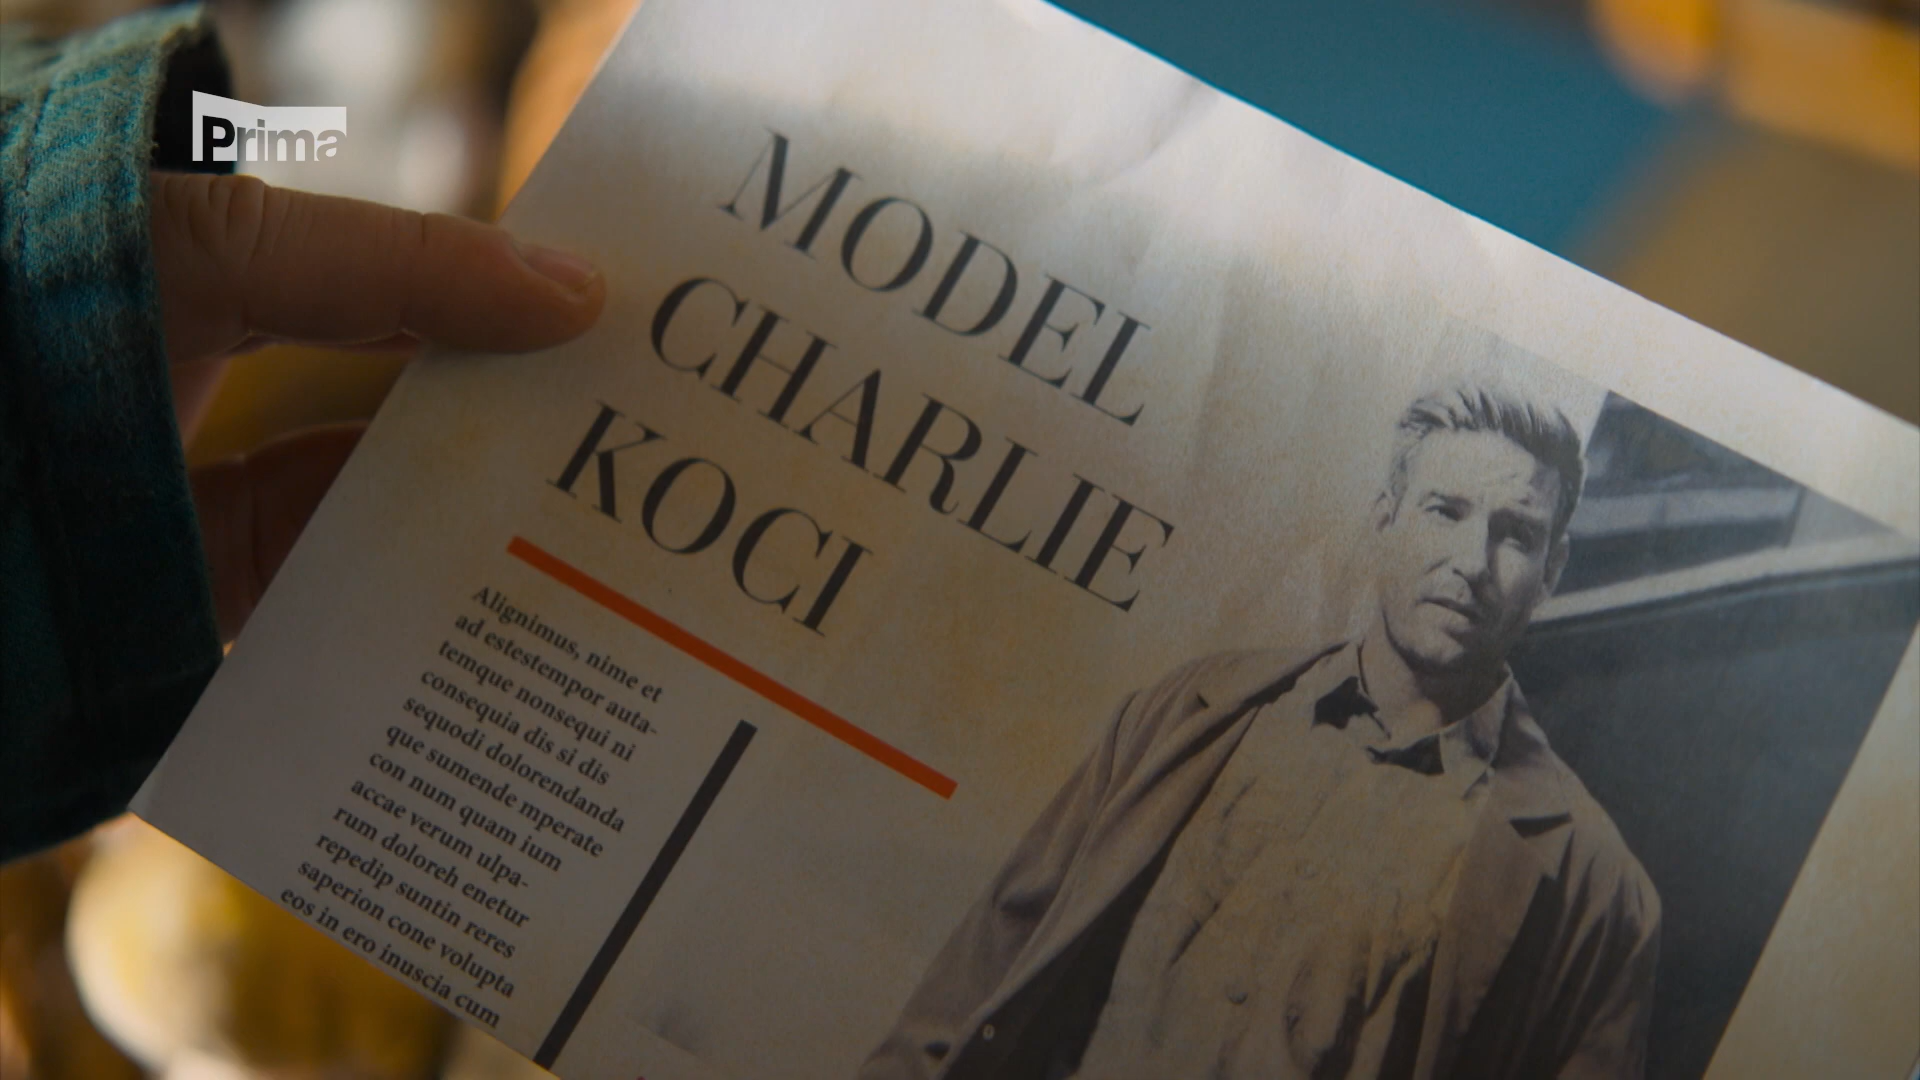 Prima
MODEL
CHARLIE
KOCI
Alignimus, nime et
ad estestempor auta-
temque nonsequi ni
consequia dis si dis
sequodi dolorendanda
que sumende mperate
con num quam ium
accae verum ulpa-
rum doloreh enetur
repedip suntin reres
saperion cone volupta
eos in ero inuscia cum